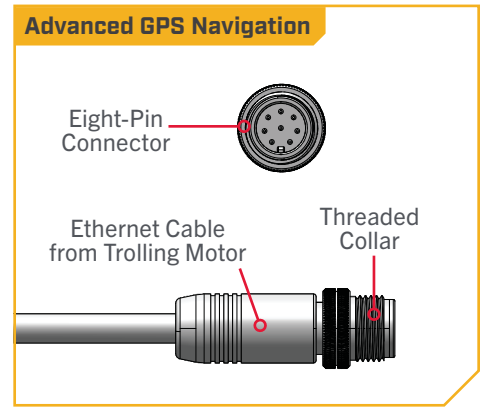 Advanced GPS Navigation
Eight-Pin
Connector
Ethernet Cable
from Trolling Motor
Threaded
Collar